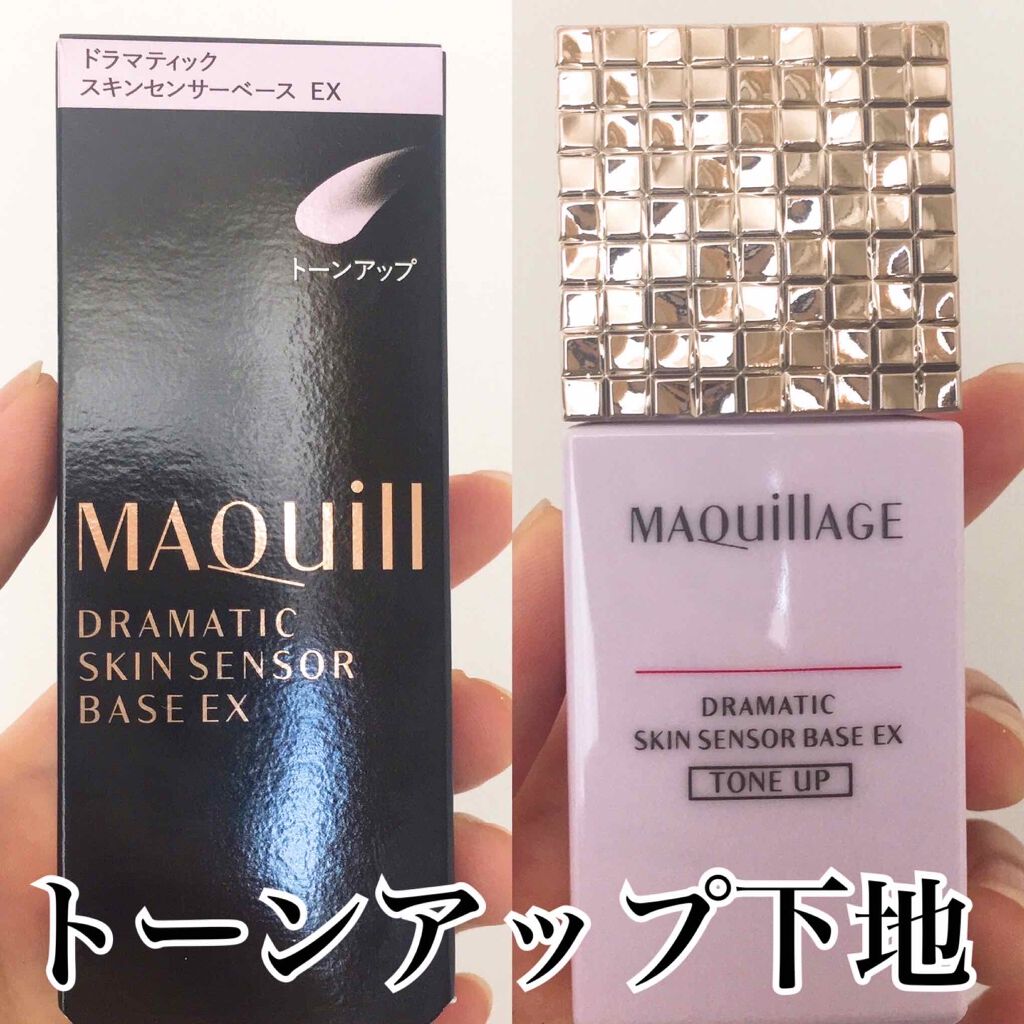 ドラマティック
スキンセンサーベース EX
トーンアップ
MAQuill
DRAMATIC
SKIN SENSOR
BASE EX
MAQuillAGE
DRAMATIC
SKIN SENSOR BASE EX
TONE UP
トーンアップ下地